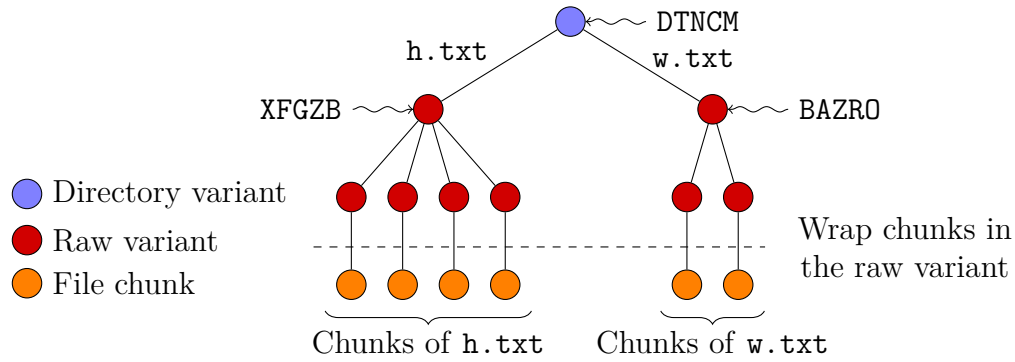 DTNCM
h.txt
w.txt
XFGZB
BAZRO
Directory variant
Raw variant
File chunk
Wrap chunks in
the raw variant
Chunks of h.txt
Chunks of w.txt